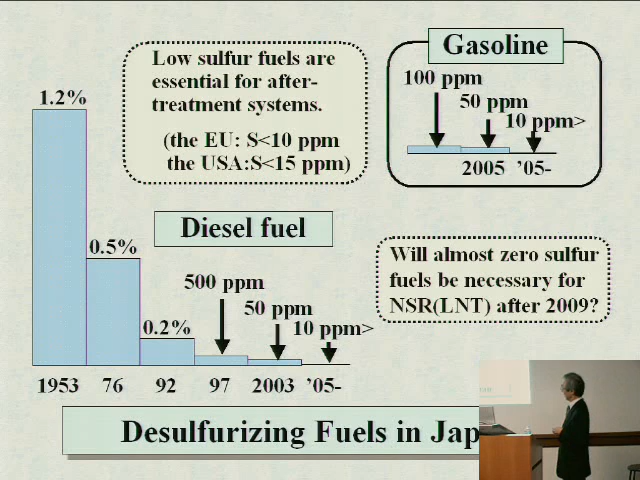 Low sulfur fuels are
essential for after-
treatment systems.
(the EU: S<10 ppm
the USA:S<15 ppm)
Gasoline
100 ppm
50 ppm
10 ppm>
2005 '05-
Diesel fuel
1.2%
0.5%
0.2%
500 ppm
50 ppm
10 ppm>
1953 76 92 97 2003 '05-
Will almost zero sulfur
fuels be necessary for
NSR(LNT) after 2009?
Desulfurizing Fuels in Jap